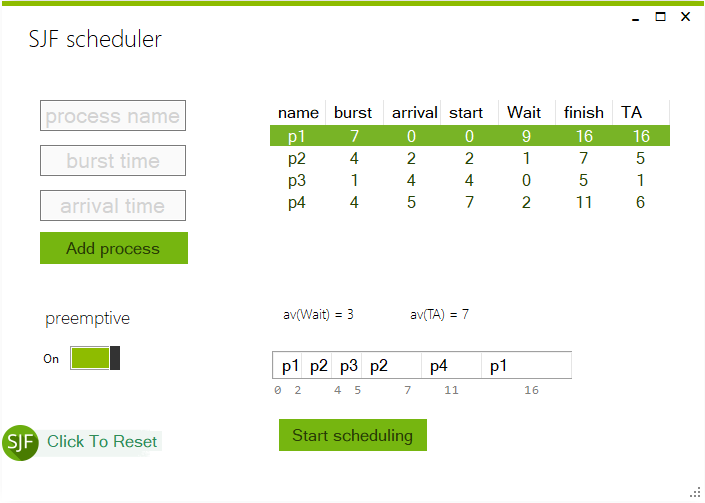 SJF scheduler
process name
burst time
arrival time
Add process
name burst arrival start Wait finish TA
p1 7 0 0 9 16 16
p2 4 2 2 1 7 5
p3 1 4 4 0 5 1
p4 4 5 7 2 11 6
preemptive
On
av(Wait) = 3 av(TA) = 7
p1 p2 p3 p2 p4 p1
0 2 4 5 7 11 16
SJF Click To Reset
Start scheduling